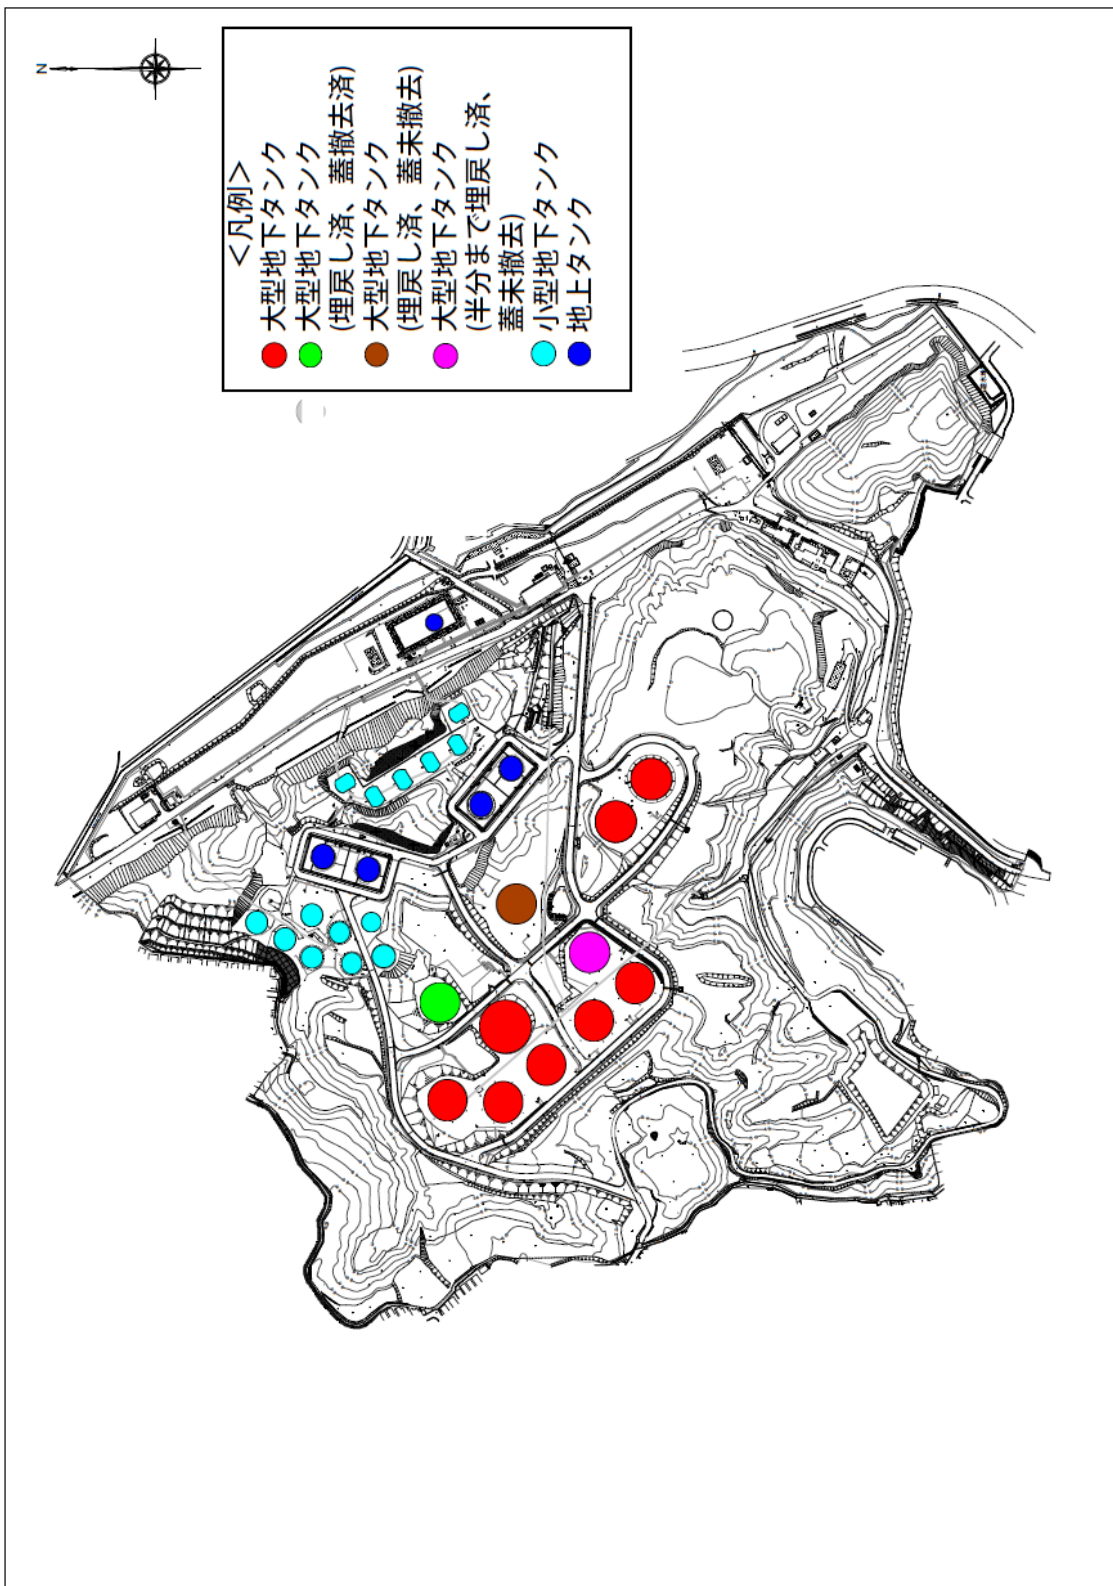 N
<凡例>
大型地下タンク
大型地下タンク
(埋戻し済、蓋撤去済)
大型地下タンク
(埋戻し済、蓋未撤去)
大型地下タンク
(半分まで埋戻し済、
蓋未撤去)
小型地下タンク
地上タンク